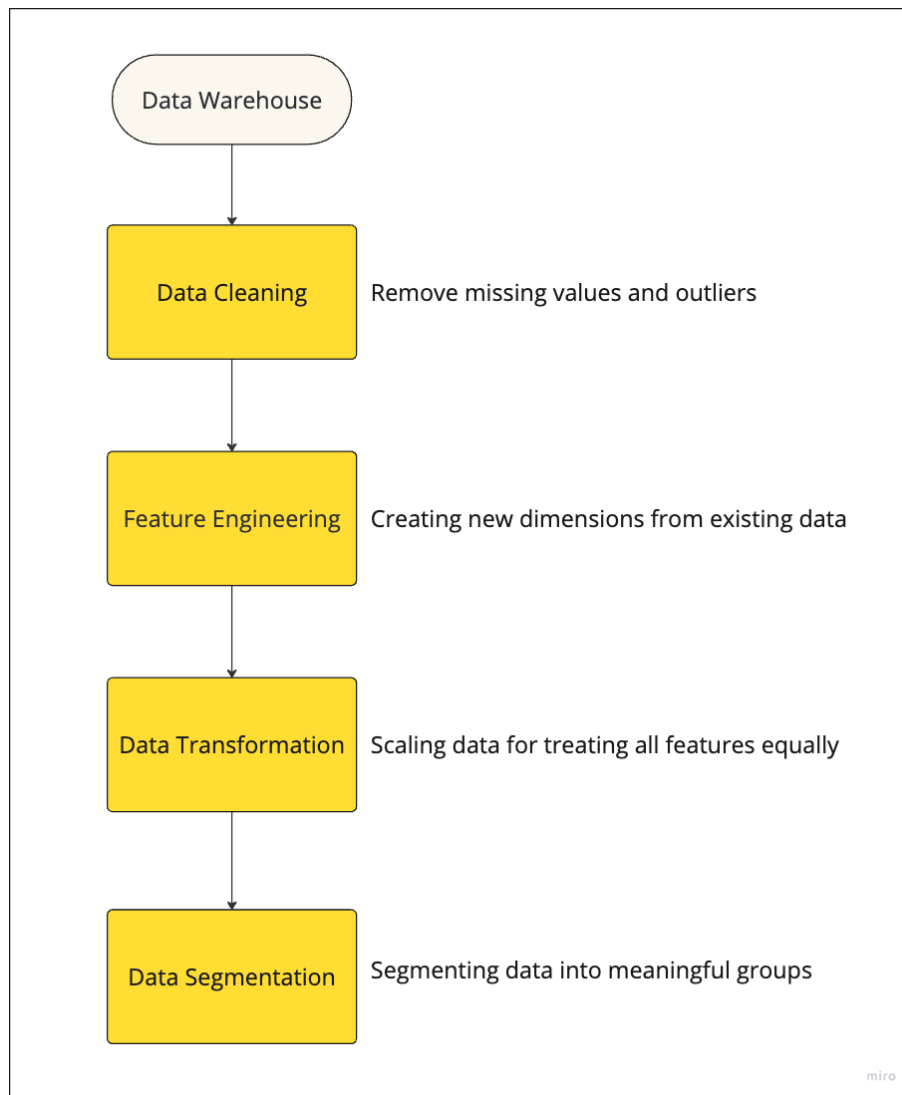 Data Warehouse
Data Cleaning
Remove missing values and outliers
Feature Engineering
Creating new dimensions from existing data
Data Transformation
Scaling data for treating all features equally
Data Segmentation
Segmenting data into meaningful groups
miro